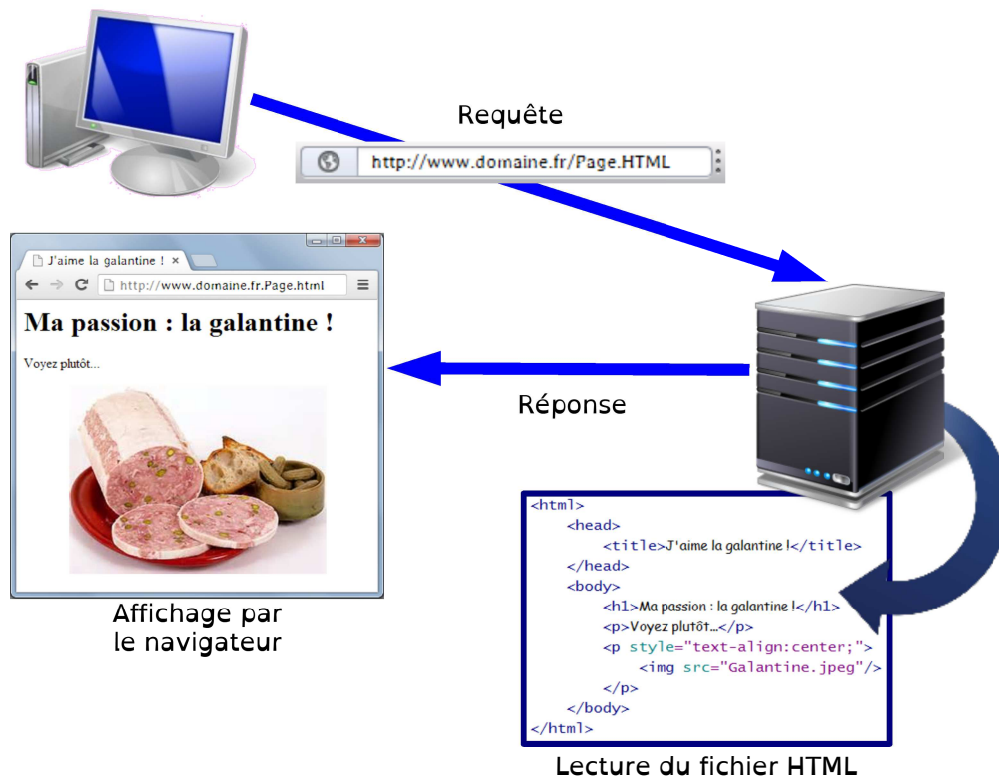 Requête
http://www.domaine.fr/Page.HTML
J'aime la galantine !
http://www.domaine.fr.Page.html
Ma passion : la galantine !
Voyez plutôt...
Affichage par
le navigateur
Réponse
<html>
<head>
<title>J'aime la galantine !</title>
</head>
<body>
<h1>Ma passion : la galantine !</h1>
<p>Voyez plutôt...</p>
<p style="text-align:center;">
<img src="Galantine.jpeg"/>
</p>
</body>
</html>
Lecture du fichier HTML